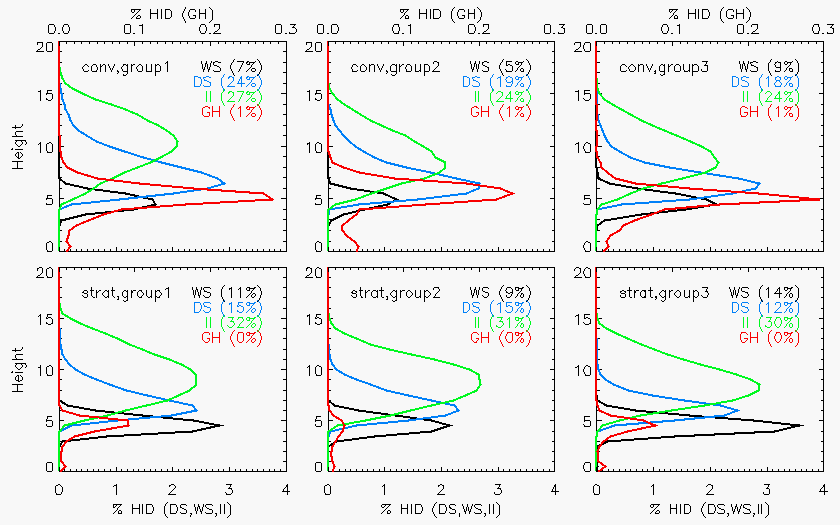 % HID (GH) % HID (GH) % HID (GH)
0.0 0.1 0.2 0.3 0.0 0.1 0.2 0.3 0.0 0.1 0.2 0.3
20 20 20
conv,group1 WS (7%) conv,group2 WS (5%) conv,group3 WS (9%)
DS (24%) DS (19%) DS (18%)
II (27%) II (24%) II (24%)
GH (1%) GH (1%) GH (1%)
15 15 15
Height
10 10 10
5 5 5
0 0 0
20 20 20
strat,group1 WS (11%) strat,group2 WS (9%) strat,group3 WS (14%)
DS (15%) DS (15%) DS (12%)
II (32%) II (31%) II (30%)
GH (0%) GH (0%) GH (0%)
15 15 15
Height
10 10 10
5 5 5
0 0 0
0 1 2 3 4 0 1 2 3 4 0 1 2 3 4
% HID (DS,WS,II) % HID (DS,WS,II) % HID (DS,WS,II)